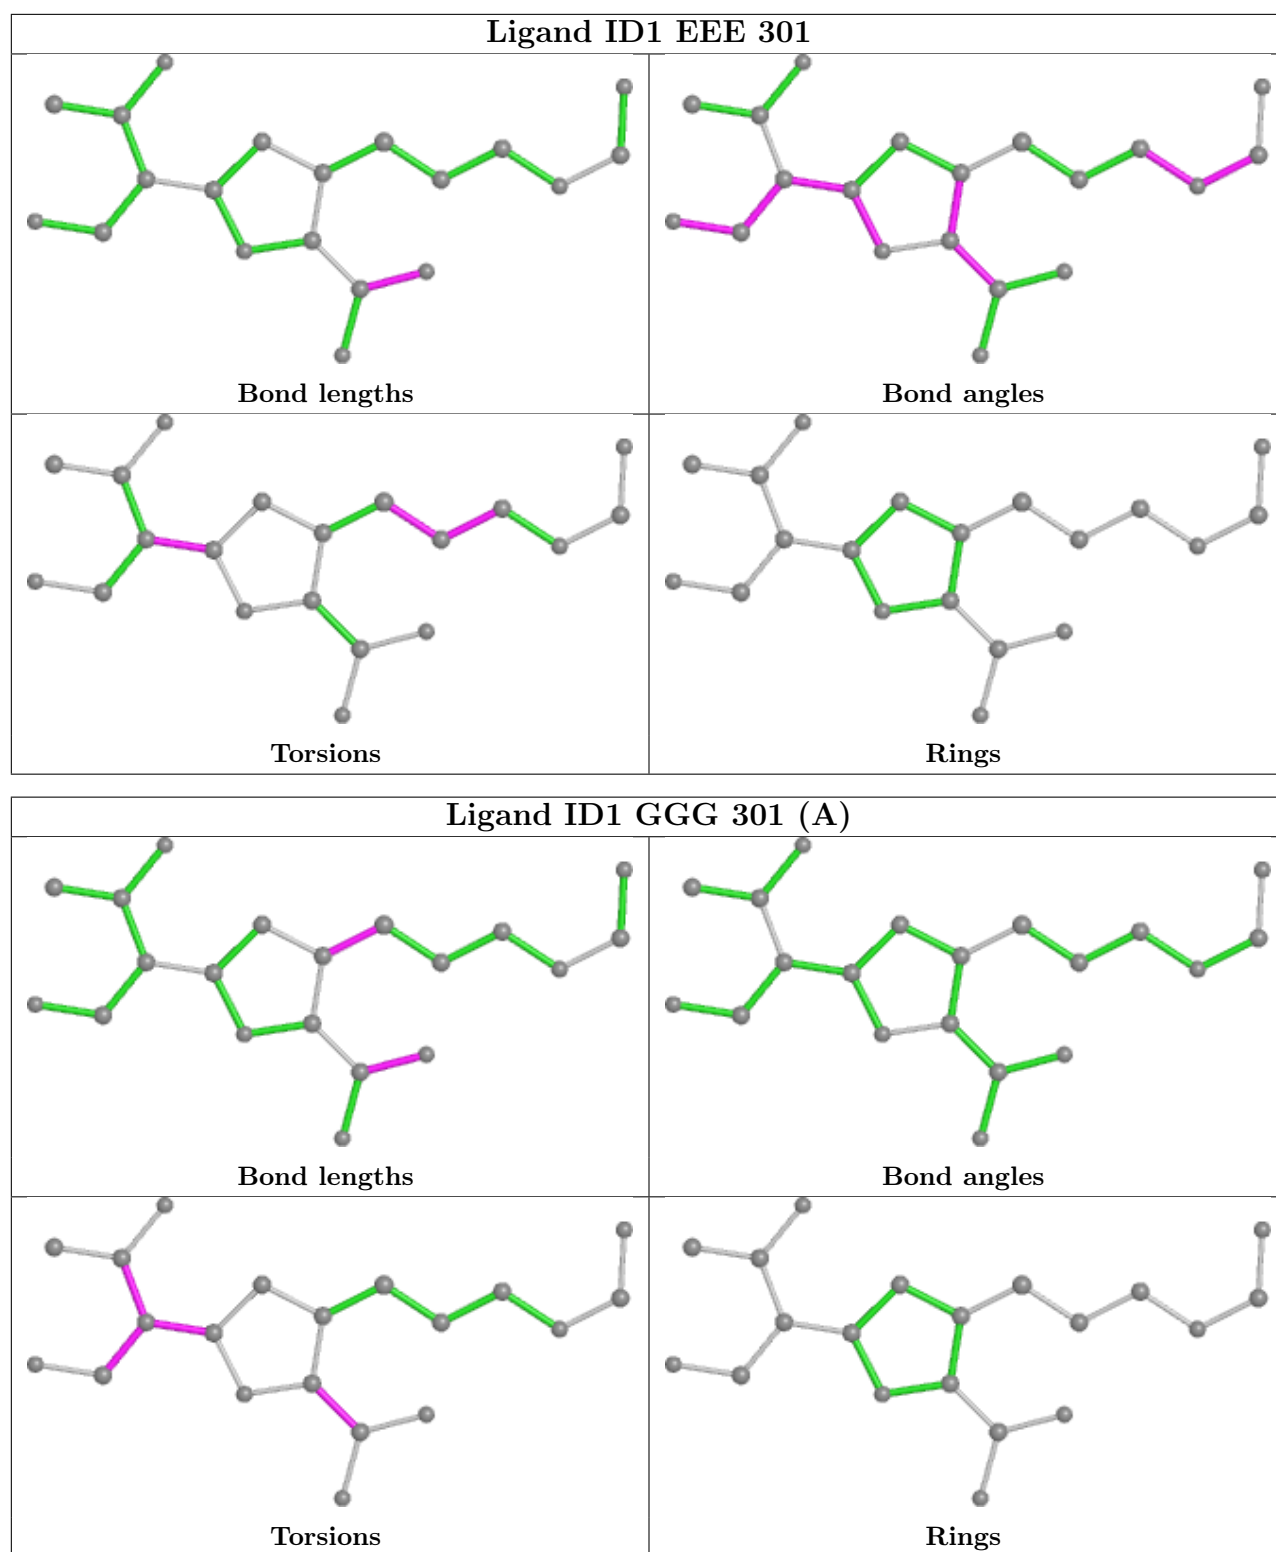 Ligand ID1 EEE 301
Bond lengths
Bond angles
Torsions
Rings
Ligand ID1 GGG 301 (A)
Bond lengths
Bond angles
Torsions
Rings